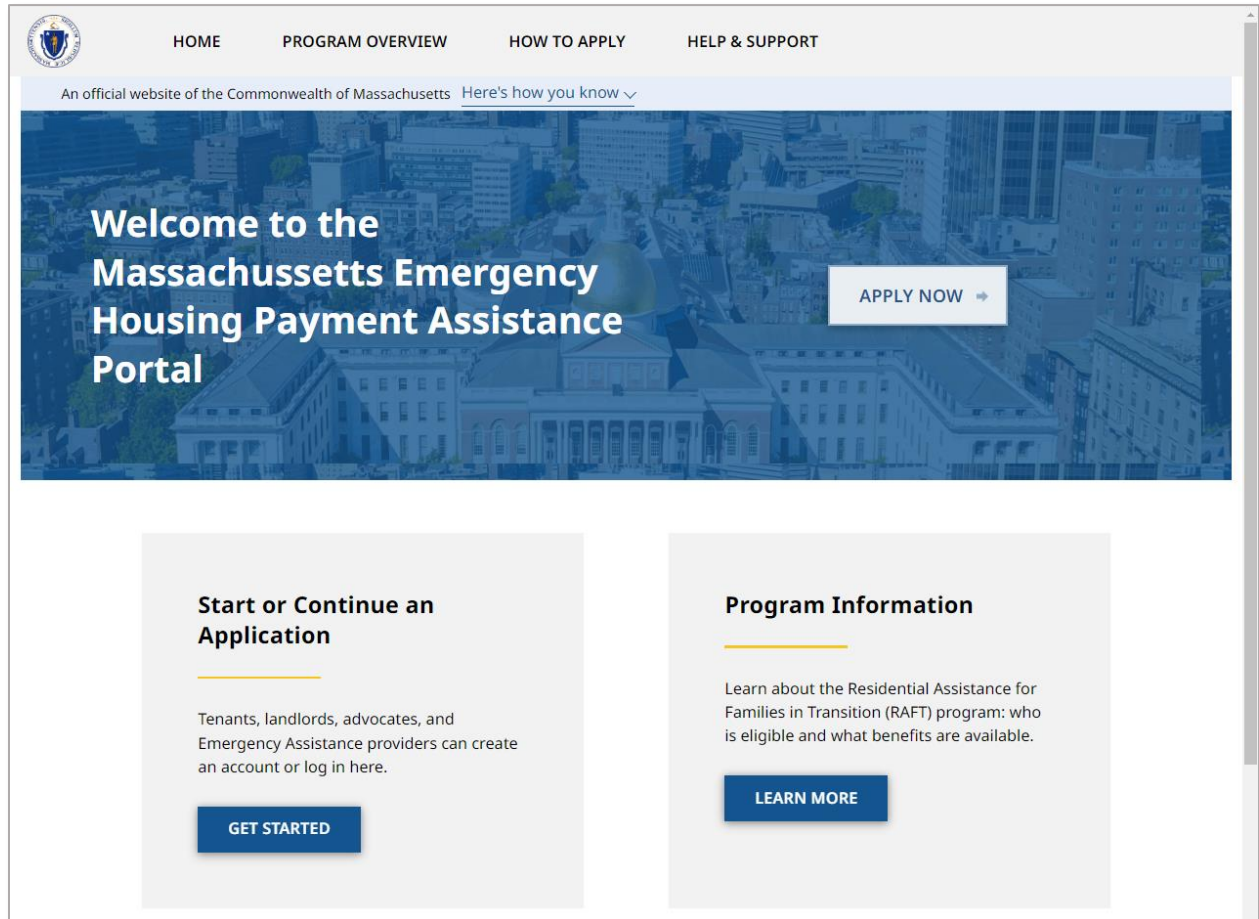 HOME PROGRAM OVERVIEW HOW TO APPLY HELP & SUPPORT
An official website of the Commonwealth of Massachusetts Here's how you know
Welcome to the
Massachussetts Emergency
Housing Payment Assistance
Portal
APPLY NOW
Start or Continue an
Application
Tenants, landlords, advocates, and
Emergency Assistance providers can create
an account or log in here.
GET STARTED
Program Information
Learn about the Residential Assistance for
Families in Transition (RAFT) program: who
is eligible and what benefits are available.
LEARN MORE